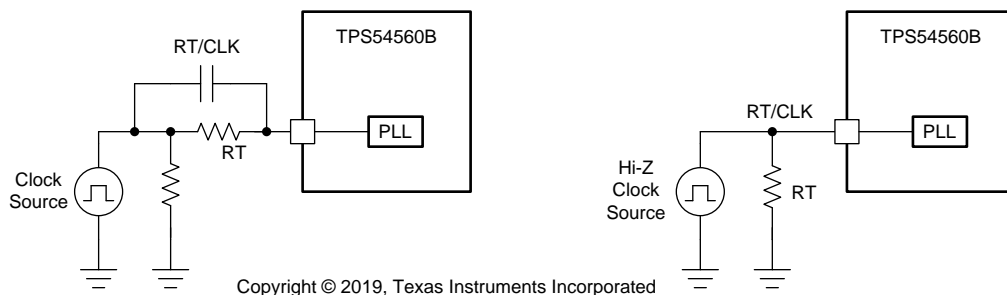 TPS54560B
RT/CLK
PLL
RT
Clock
Source
TPS54560B
RT/CLK
PLL
Hi-Z
Clock
Source
RT
Copyright © 2019, Texas Instruments Incorporated